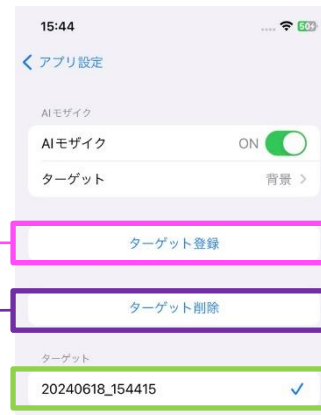 15:44
50
アプリ設定
AIモザイク
AIモザイク ON
ターゲット 背景
ターゲット登録
ターゲット削除
ターゲット
20240618_154415